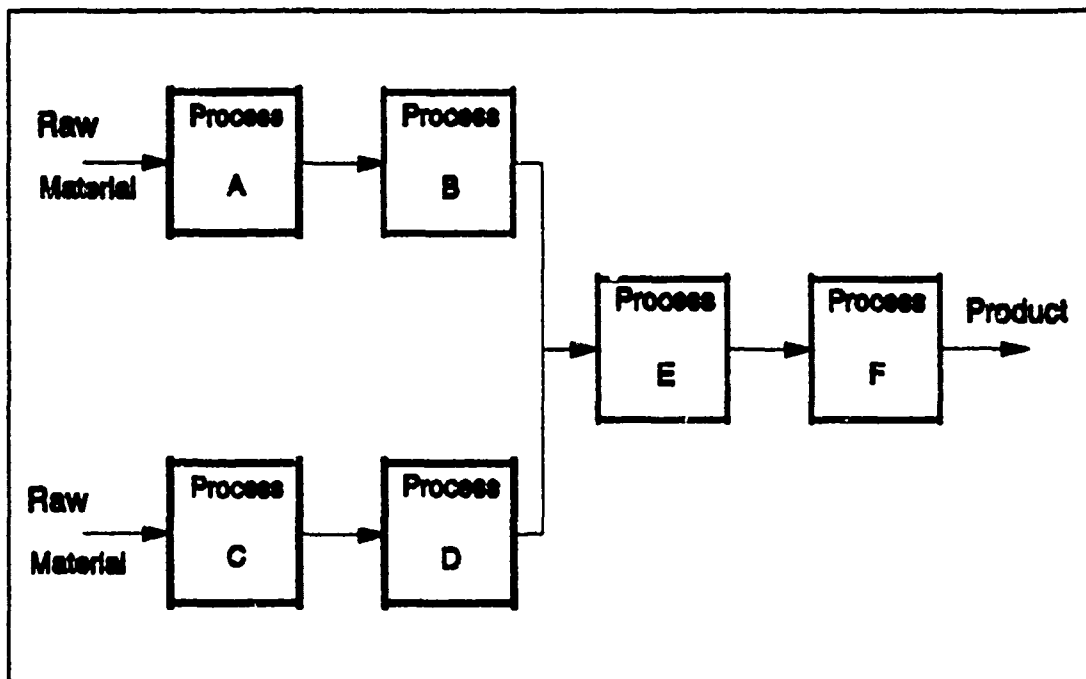 Raw
Material
Process
A
Process
B
Process
E
Process
F
Product
Raw
Material
Process
C
Process
D